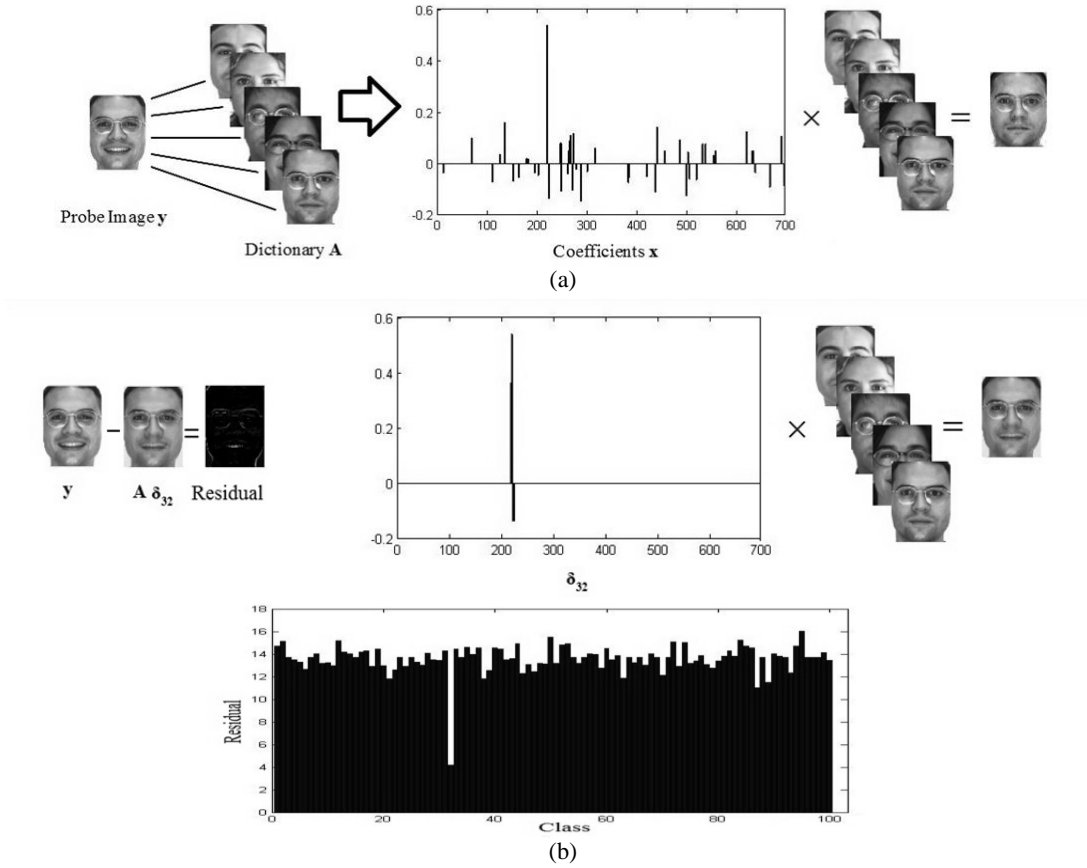 0.6
0.4
0.2
0
-0.2
0 100 200 300 400 500 600 700
× =
Probe Image y
Dictionary A
Coefficients x
(a)
0.6
0.4
0.2
0
-0.2
0 100 200 300 400 500 600 700
− = × =
y A δ32 Residual
δ32
18
16
14
12
10
8
6
4
2
0
Residual
0 20 40 60 80 100
Class
(b)